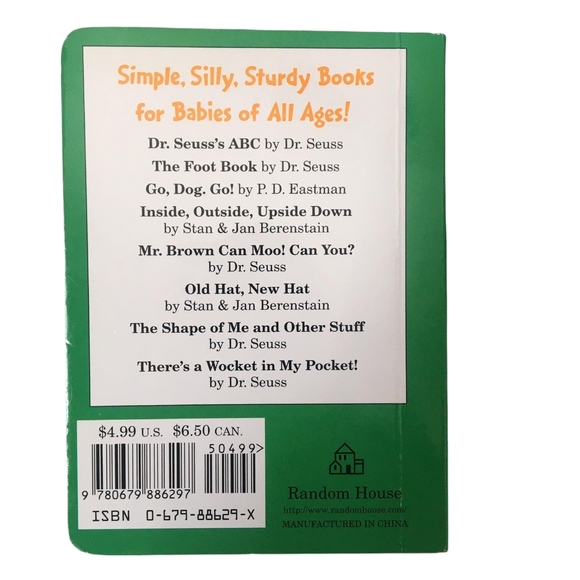 Simple, Silly, Sturdy Books
for Babies of All Ages!
Dr. Seuss's ABC by Dr. Seuss
The Foot Book by Dr. Seuss
Go, Dog. Go! by P. D. Eastman
Inside, Outside, Upside Down
by Stan & Jan Berenstain
Mr. Brown Can Moo! Can You?
by Dr. Seuss
Old Hat, New Hat
by Stan & Jan Berenstain
The Shape of Me and Other Stuff
by Dr. Seuss
There's a Wocket in My Pocket!
by Dr. Seuss
$4.99 U.S. $6.50 CAN.
50499>
9 780679 886297
ISBN 0-679-88629-X
Random House
http://www.randomhouse.com/
MANUFACTURED IN CHINA